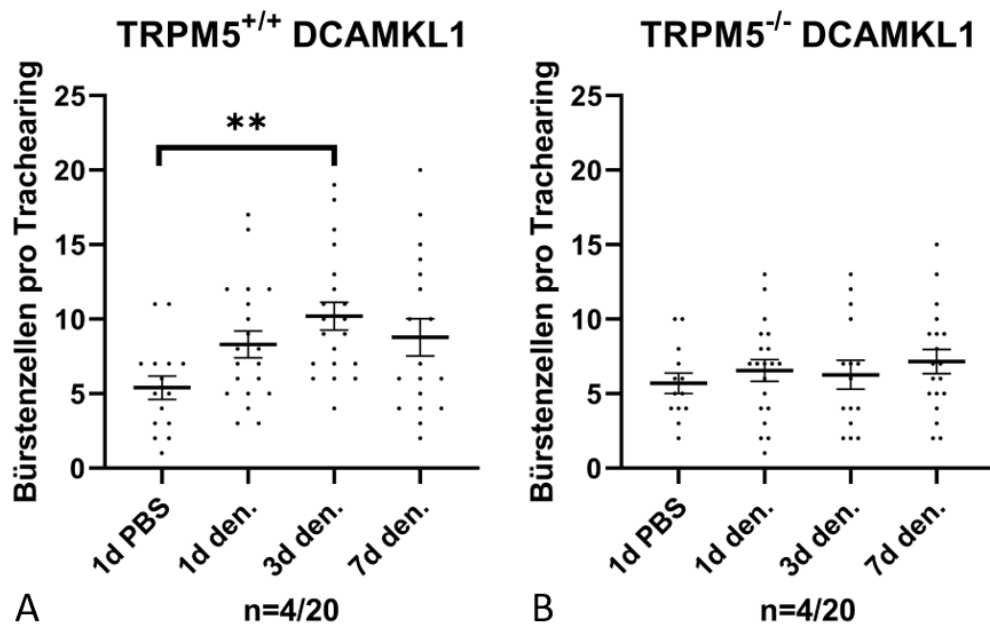 TRPM5+/+ DCAMKL1
Bürstenzellen pro Trachearing
25
20
15
10
5
0
**
1d PBS
1d den.
3d den.
7d den.
A
n=4/20
TRPM5-/- DCAMKL1
Bürstenzellen pro Trachearing
25
20
15
10
5
0
1d PBS
1d den.
3d den.
7d den.
B
n=4/20